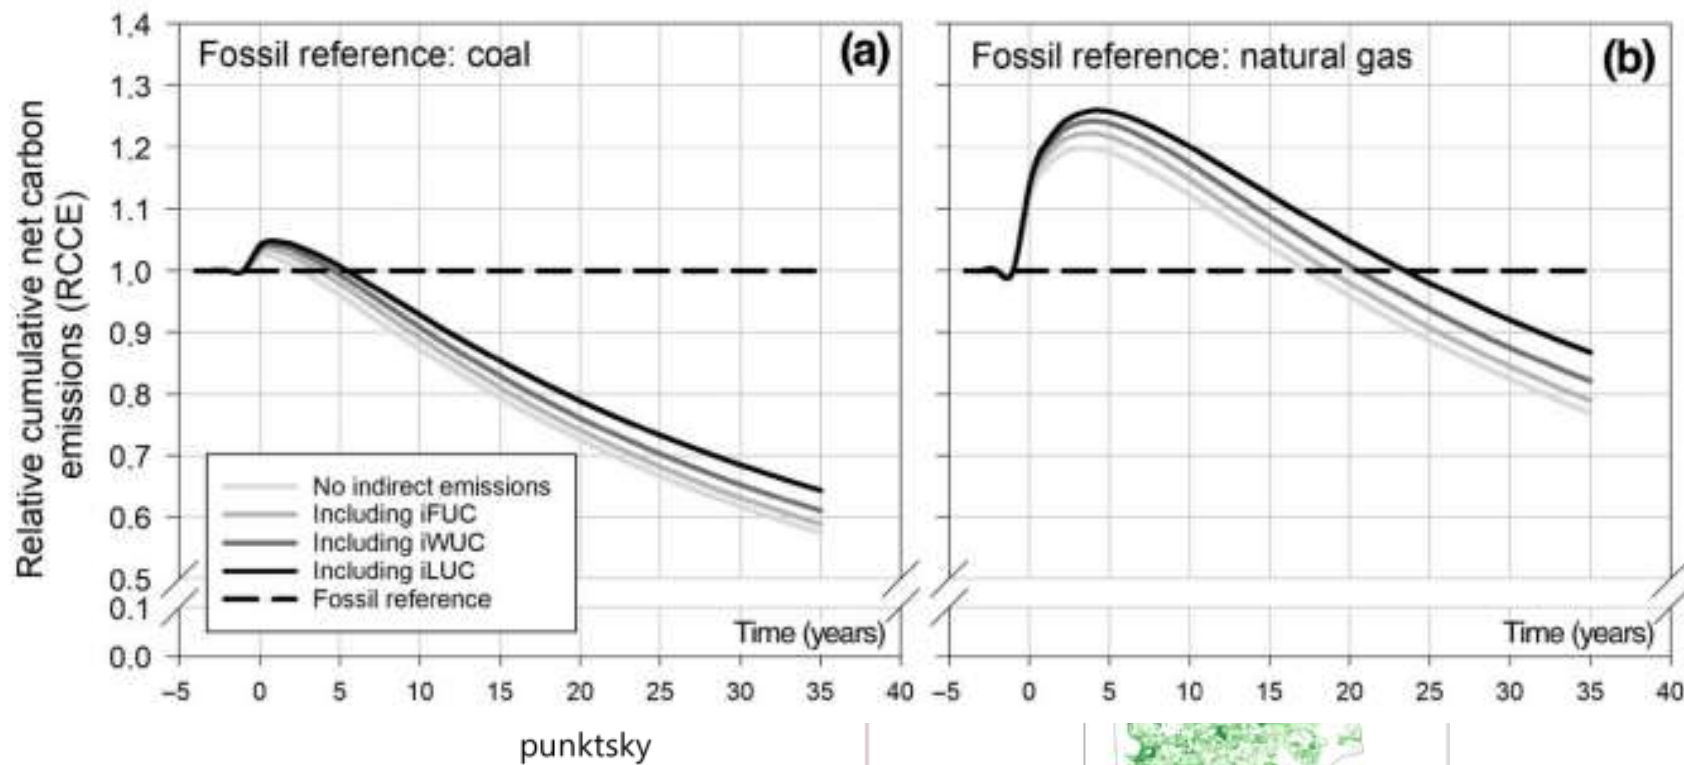 Fossil reference: coal
(a)
Fossil reference: natural gas
(b)
Relative cumulative net carbon
emissions (RCCE)
1.4
1.3
1.2
1.1
1.0
0.9
0.8
0.7
0.6
0.5
0.1
0.0
No indirect emissions
Including iFUC
Including iWUC
Including iLUC
Fossil reference
Time (years)
Time (years)
–5 0 5 10 15 20 25 30 35 40
–5 0 5 10 15 20 25 30 35 40
punktsky